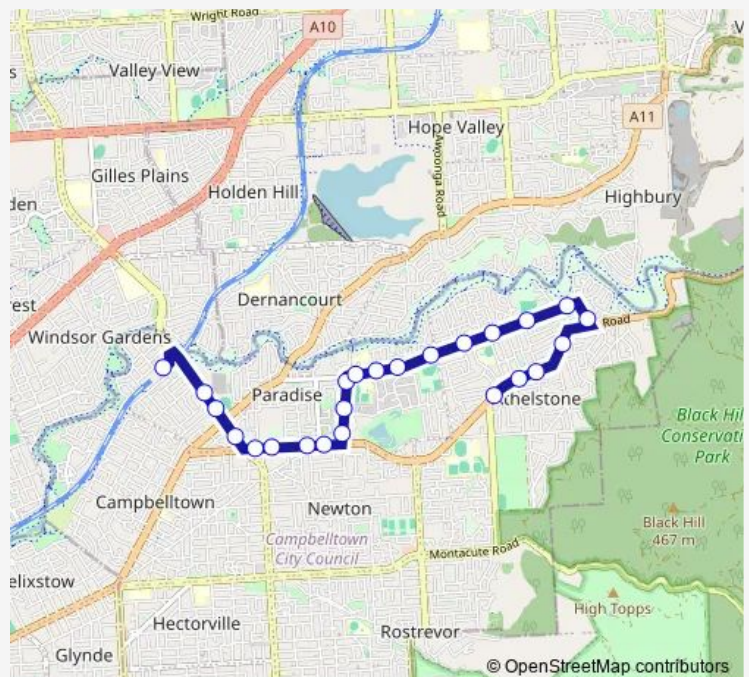 Wright Road
A10
V
s
Valley View
A11
Hope Valley
Awoonga Road
Gilles Plains
den
Holden Hill
Highbury
rest
Dernancourt
Windsor Gardens
Road
Paradise
thelstone
Black Hil
Conservati
Park
Campbelltown
Newton
Black Hill
467 m
Campbelltown
City Council
Montacute Road
elixstow
High Topps
Hectorville
Rostrevor
Glynde
© OpenStreetMap contributors